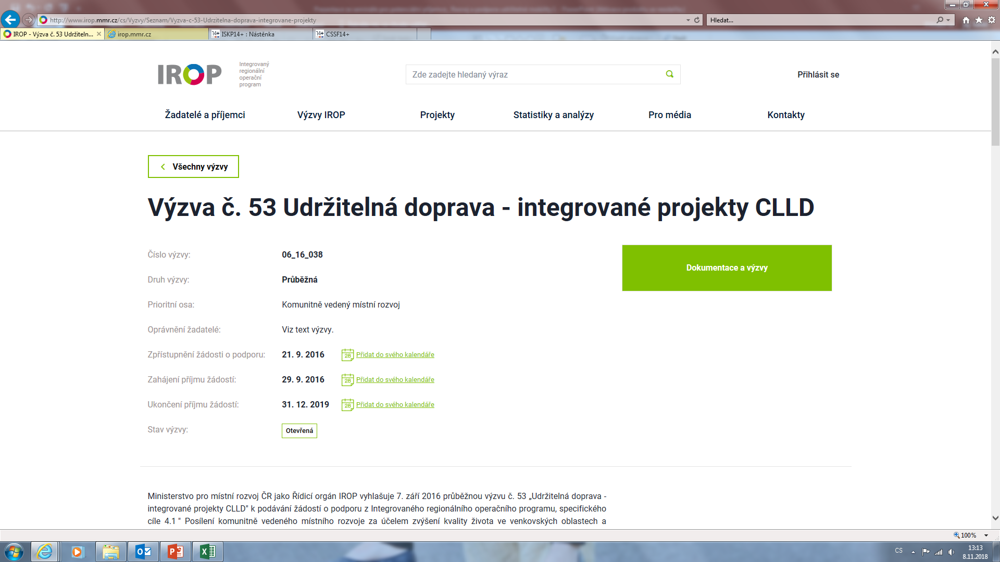 http://www.irop.mmr.cz/cs/Vyzvy/Seznam/Vyzva-c-53-Udrzitelna-doprava-integrovane-projekty
Hledat...
IROP - Výzva č. 53 Udržiteln...
irop.mmr.cz
ISKP14+ : Nástěnka
CSSF14+
IROP
Integrovaný
regionální
operační
program
Zde zadejte hledaný výraz
Přihlásit se
Žadatelé a příjemci
Výzvy IROP
Projekty
Statistiky a analýzy
Pro média
Kontakty
Všechny výzvy
Výzva č. 53 Udržitelná doprava - integrované projekty CLLD
Číslo výzvy: 06_16_038
Dokumentace a výzvy
Druh výzvy: Průběžná
Prioritní osa: Komunitně vedený místní rozvoj
Oprávnění žadatelé: Viz text výzvy.
Zpřístupnění žádosti o podporu: 21. 9. 2016 28 Přidat do svého kalendáře
Zahájení příjmu žádostí: 29. 9. 2016 28 Přidat do svého kalendáře
Ukončení příjmu žádostí: 31. 12. 2019 28 Přidat do svého kalendáře
Stav výzvy: Otevřená
Ministerstvo pro místní rozvoj ČR jako Řídicí orgán IROP vyhlašuje 7. září 2016 průběžnou výzvu č. 53 „Udržitelná doprava -
integrované projekty CLLD" k podávání žádostí o podporu z Integrovaného regionálního operačního programu, specifického
cíle 4.1 " Posílení komunitně vedeného místního rozvoje za účelem zvýšení kvality života ve venkovských oblastech a
100%
CS
13:13
8.11.2018